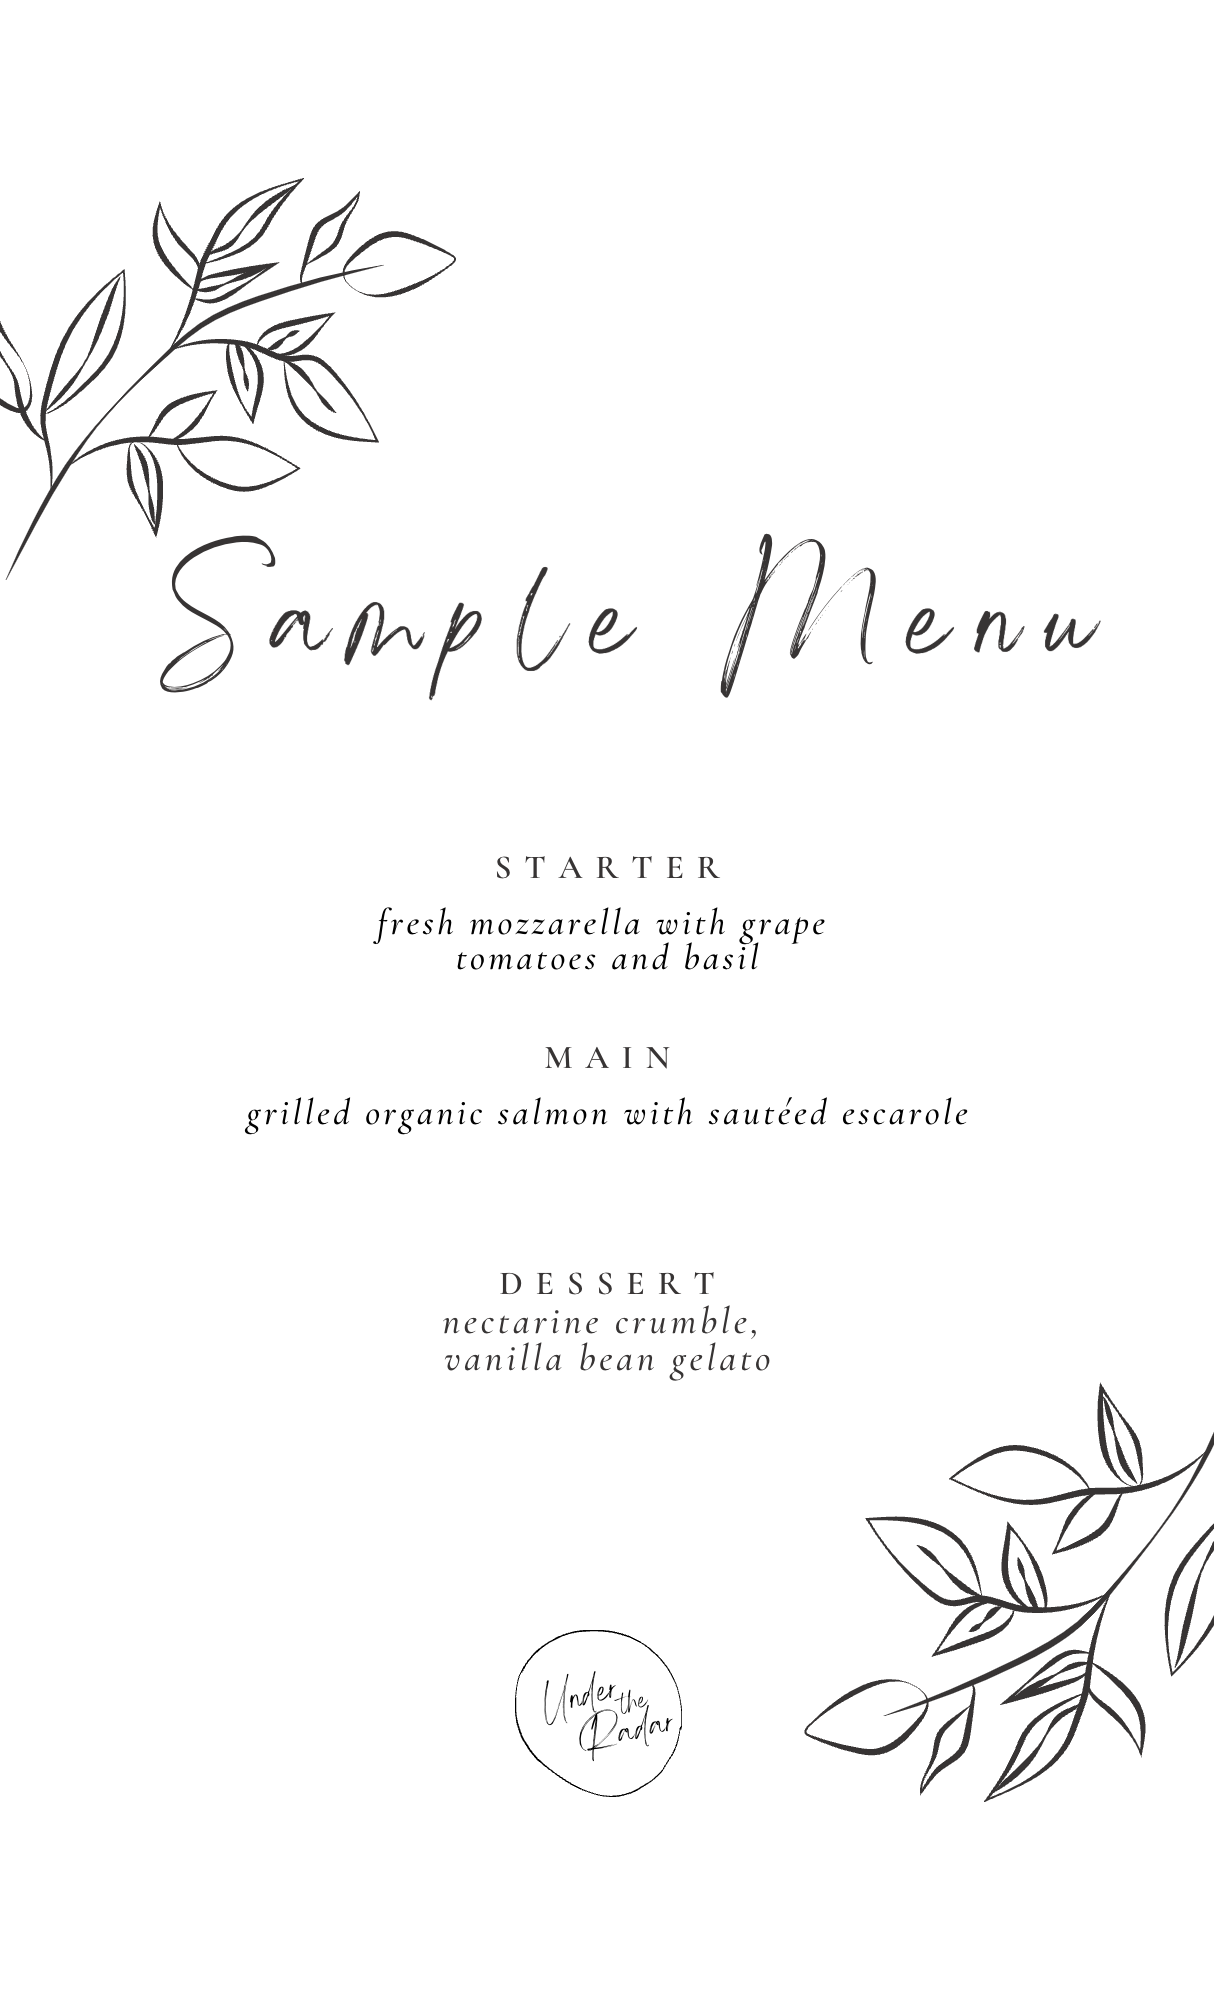 Sample Menu
STARTER
fresh mozzarella with grape
tomatoes and basil
MAIN
grilled organic salmon with sautéed escarole
DESSERT
nectarine crumble,
vanilla bean gelato
Under the
Radar